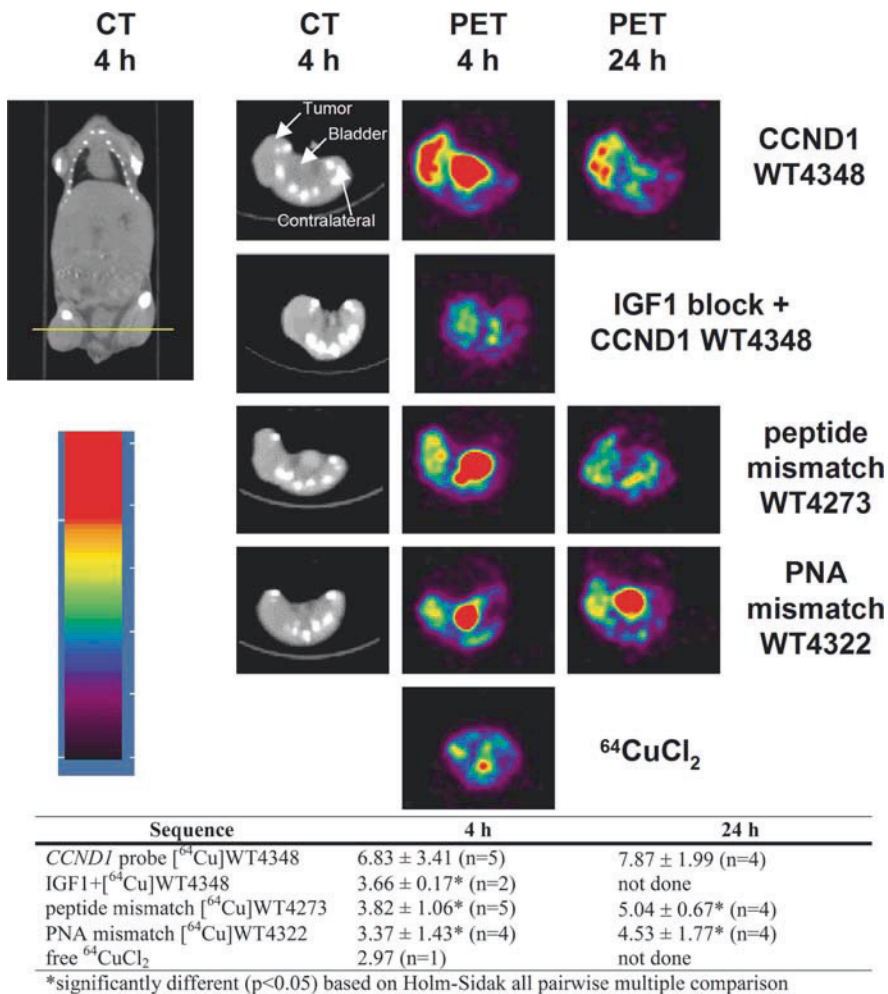 CT
4 h
CT
4 h
PET
4 h
PET
24 h
Tumor
Bladder
Contralateral
CCND1
WT4348
IGF1 block +
CCND1 WT4348
peptide
mismatch
WT4273
PNA
mismatch
WT4322
⁶⁴CuCl₂
Sequence 4 h 24 h
CCND1 probe [⁶⁴Cu]WT4348 6.83 ± 3.41 (n=5) 7.87 ± 1.99 (n=4)
IGF1+[⁶⁴Cu]WT4348 3.66 ± 0.17* (n=2) not done
peptide mismatch [⁶⁴Cu]WT4273 3.82 ± 1.06* (n=5) 5.04 ± 0.67* (n=4)
PNA mismatch [⁶⁴Cu]WT4322 3.37 ± 1.43* (n=4) 4.53 ± 1.77* (n=4)
free ⁶⁴CuCl₂ 2.97 (n=1) not done
*significantly different (p<0.05) based on Holm-Sidak all pairwise multiple comparison